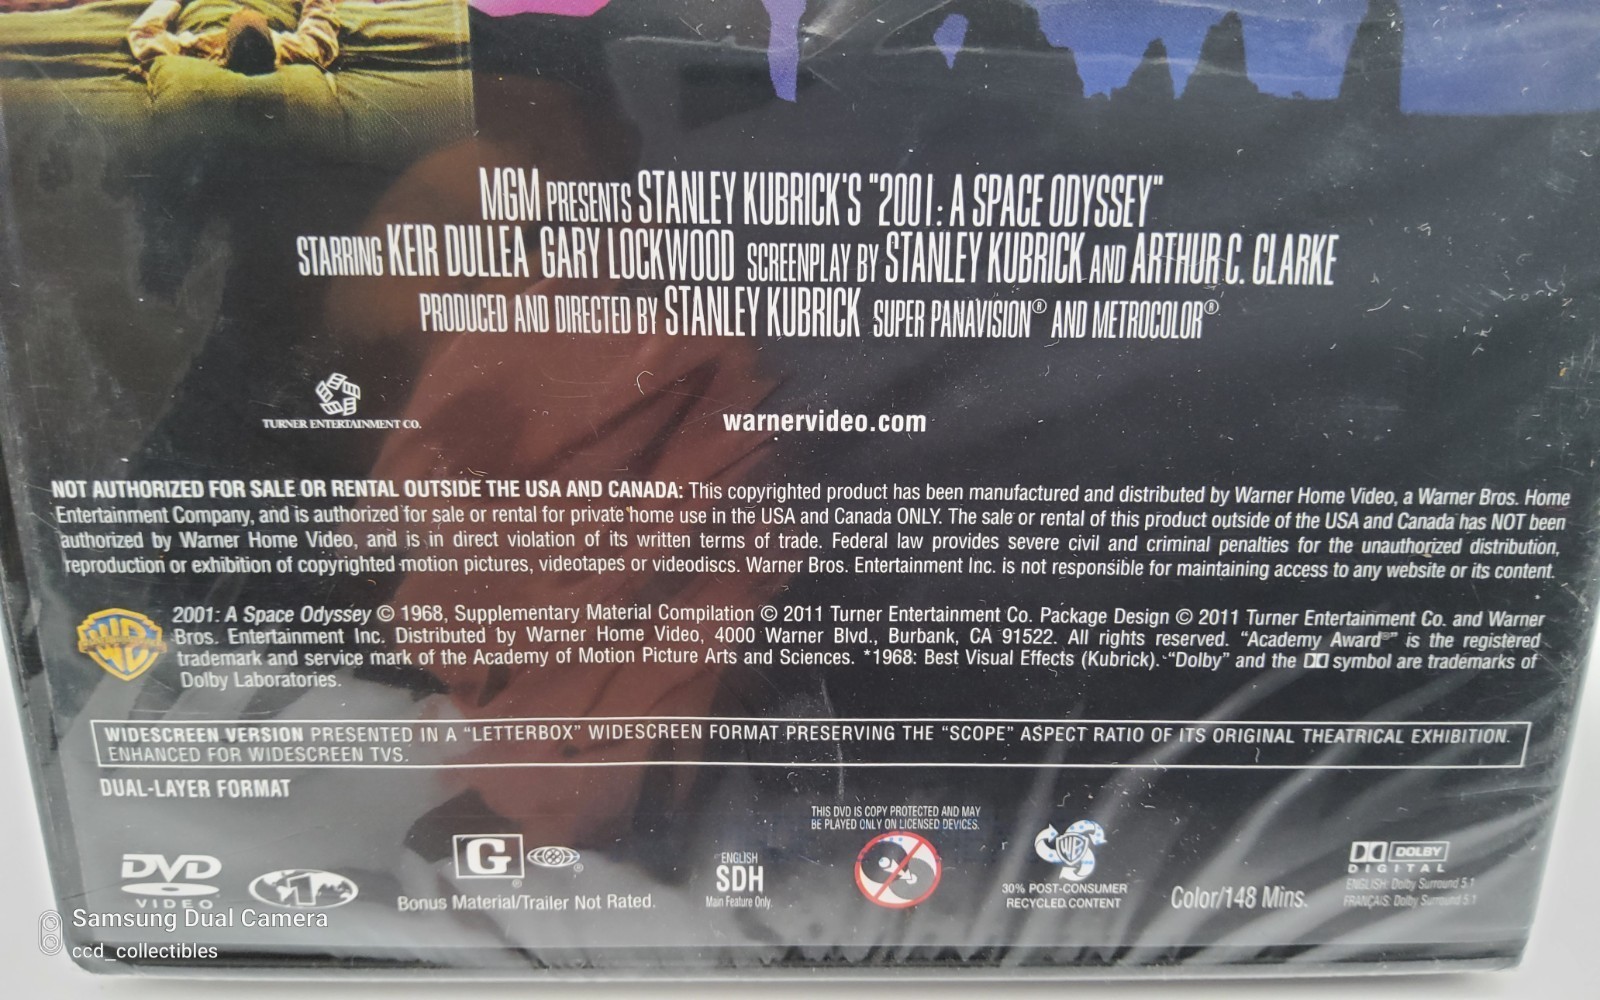 MGM PRESENTS STANLEY KUBRICK'S "2001: A SPACE ODYSSEY"
STARRING KEIR DULLEA GARY LOCKWOOD SCREENPLAY BY STANLEY KUBRICK AND ARTHUR C. CLARKE
PRODUCED AND DIRECTED BY STANLEY KUBRICK SUPER PANAVISION® AND METROCOLOR®
TURNER ENTERTAINMENT CO.
warnervideo.com
NOT AUTHORIZED FOR SALE OR RENTAL OUTSIDE THE USA AND CANADA: This copyrighted product has been manufactured and distributed by Warner Home Video, a Warner Bros. Home
Entertainment Company, and is authorized for sale or rental for private home use in the USA and Canada ONLY. The sale or rental of this product outside of the USA and Canada has NOT been
authorized by Warner Home Video, and is in direct violation of its written terms of trade. Federal law provides severe civil and criminal penalties for the unauthorized distribution,
reproduction or exhibition of copyrighted motion pictures, videotapes or videodiscs. Warner Bros. Entertainment Inc. is not responsible for maintaining access to any website or its content.
WB
2001: A Space Odyssey © 1968, Supplementary Material Compilation © 2011 Turner Entertainment Co. Package Design © 2011 Turner Entertainment Co. and Warner
Bros. Entertainment Inc. Distributed by Warner Home Video, 4000 Warner Blvd., Burbank, CA 91522. All rights reserved. “Academy Award®” is the registered
trademark and service mark of the Academy of Motion Picture Arts and Sciences. *1968: Best Visual Effects (Kubrick). “Dolby” and the DD symbol are trademarks of
Dolby Laboratories.
WIDESCREEN VERSION PRESENTED IN A “LETTERBOX” WIDESCREEN FORMAT PRESERVING THE “SCOPE” ASPECT RATIO OF ITS ORIGINAL THEATRICAL EXHIBITION.
ENHANCED FOR WIDESCREEN TVS.
DUAL-LAYER FORMAT
DVD
VIDEO
1
G ®
®
Bonus Material/Trailer Not Rated.
ENGLISH
SDH
Main Feature Only.
THIS DVD IS COPY PROTECTED AND MAY
BE PLAYED ONLY ON LICENSED DEVICES.
WB
30% POST-CONSUMER
RECYCLED CONTENT
Color/148 Mins.
DOLBY
DIGITAL
ENGLISH: Dolby Surround 5.1
FRANÇAIS: Dolby Surround 5.1
Samsung Dual Camera
ccd_collectibles